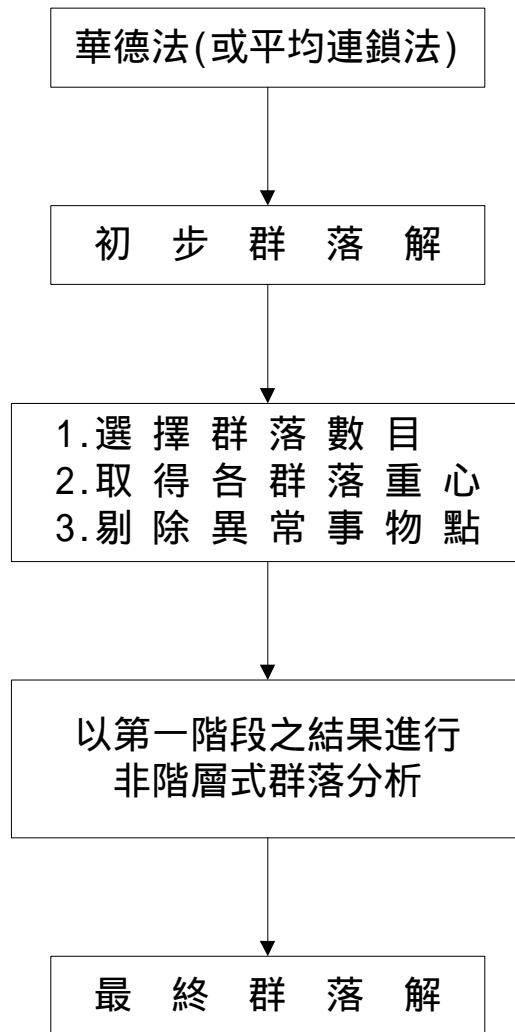 華德法(或平均連鎖法)
初步群落解
1.選擇群落數目
2.取得各群落重心
3.剔除異常事物點
以第一階段之結果進行
非階層式群落分析
最終群落解